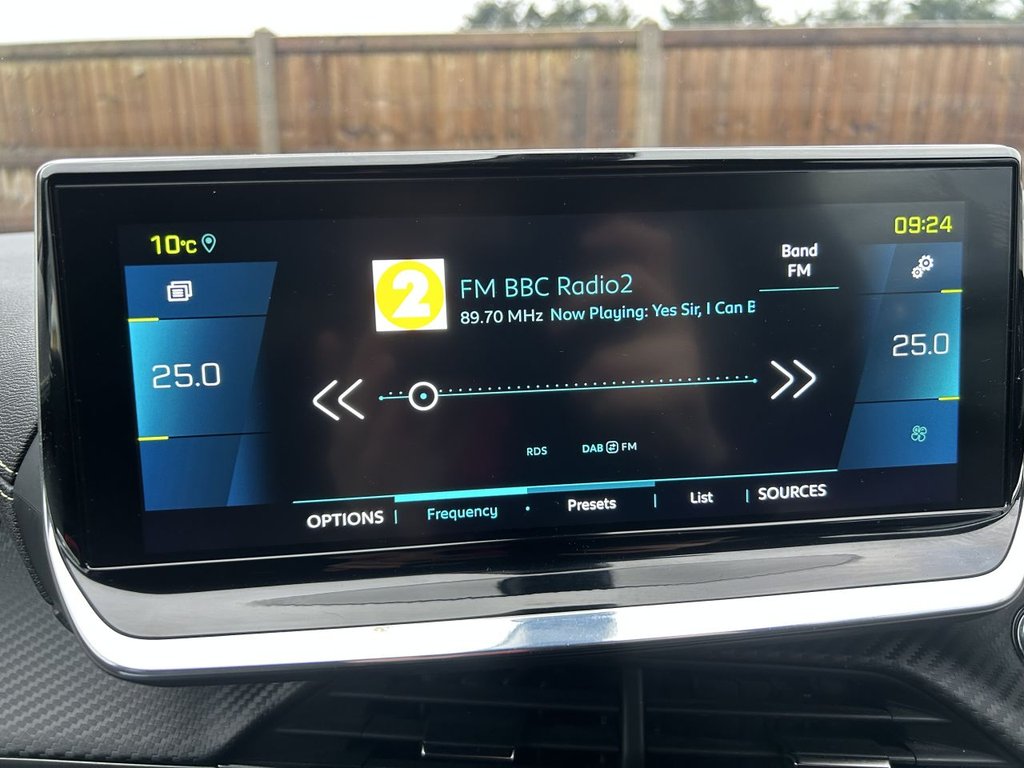 10°C
09:24
2
FM BBC Radio2
89.70 MHz Now Playing: Yes Sir, I Can B
Band
FM
25.0
25.0
RDS DAB FM
OPTIONS Frequency Presets List SOURCES